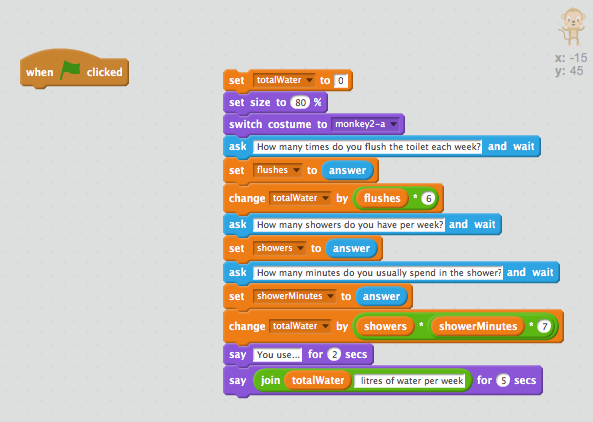 x: -15
y: 45
when clicked
set totalWater to 0
set size to 80 %
switch costume to monkey2-a
ask How many times do you flush the toilet each week? and wait
set flushes to answer
change totalWater by flushes * 6
ask How many showers do you have per week? and wait
set showers to answer
ask How many minutes do you usually spend in the shower? and wait
set showerMinutes to answer
change totalWater by showers * showerMinutes * 7
say You use... for 2 secs
say join totalWater litres of water per week for 5 secs